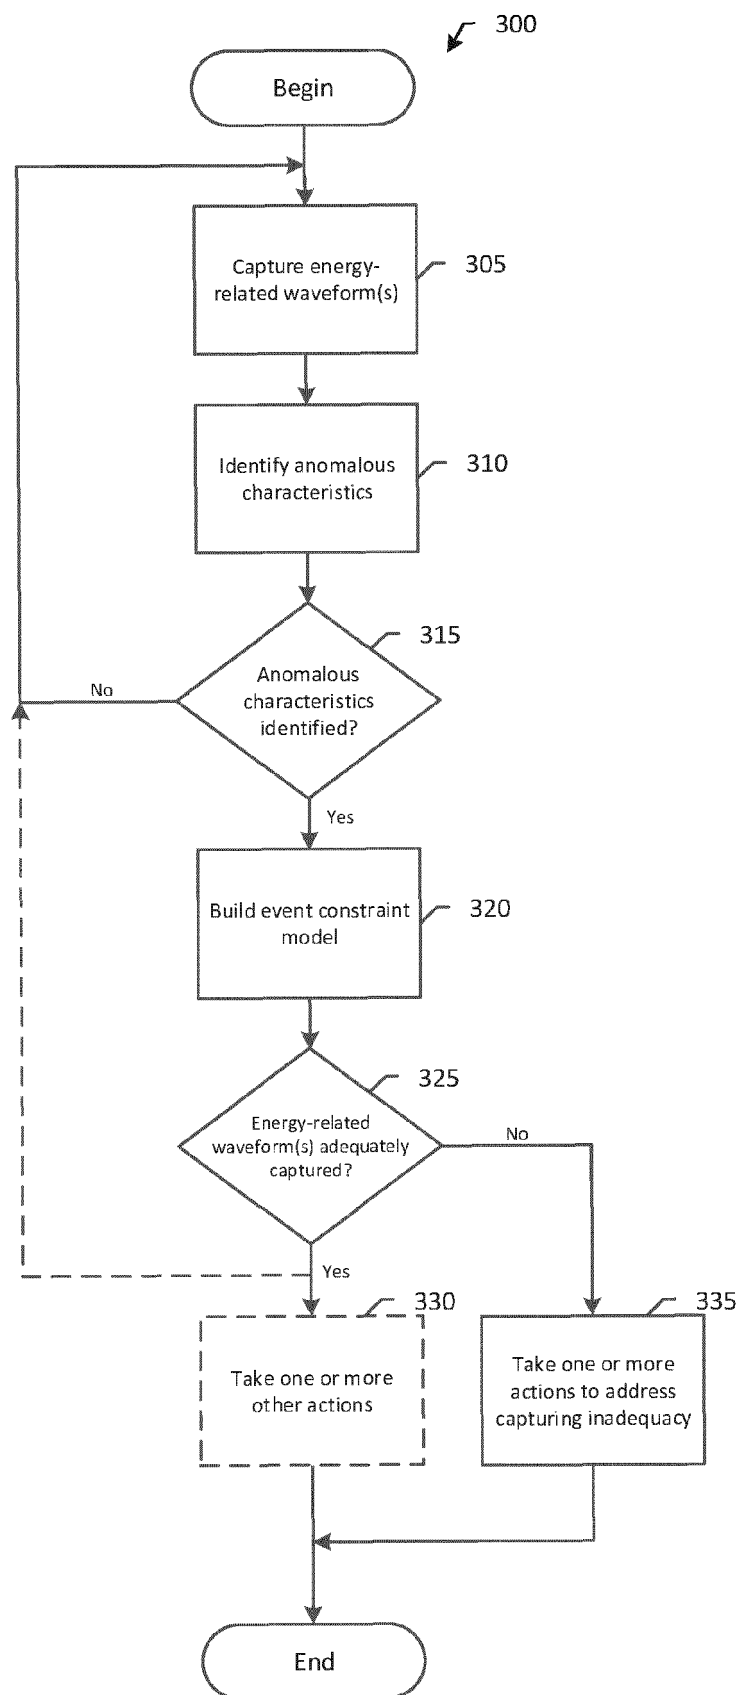 300
Begin
Capture energy-
related waveform(s)
305
Identify anomalous
characteristics
310
315
Anomalous
characteristics
identified?
No
Yes
Build event constraint
model
320
325
Energy-related
waveform(s) adequately
captured?
No
Yes
330
Take one or more
other actions
335
Take one or more
actions to address
capturing inadequacy
End